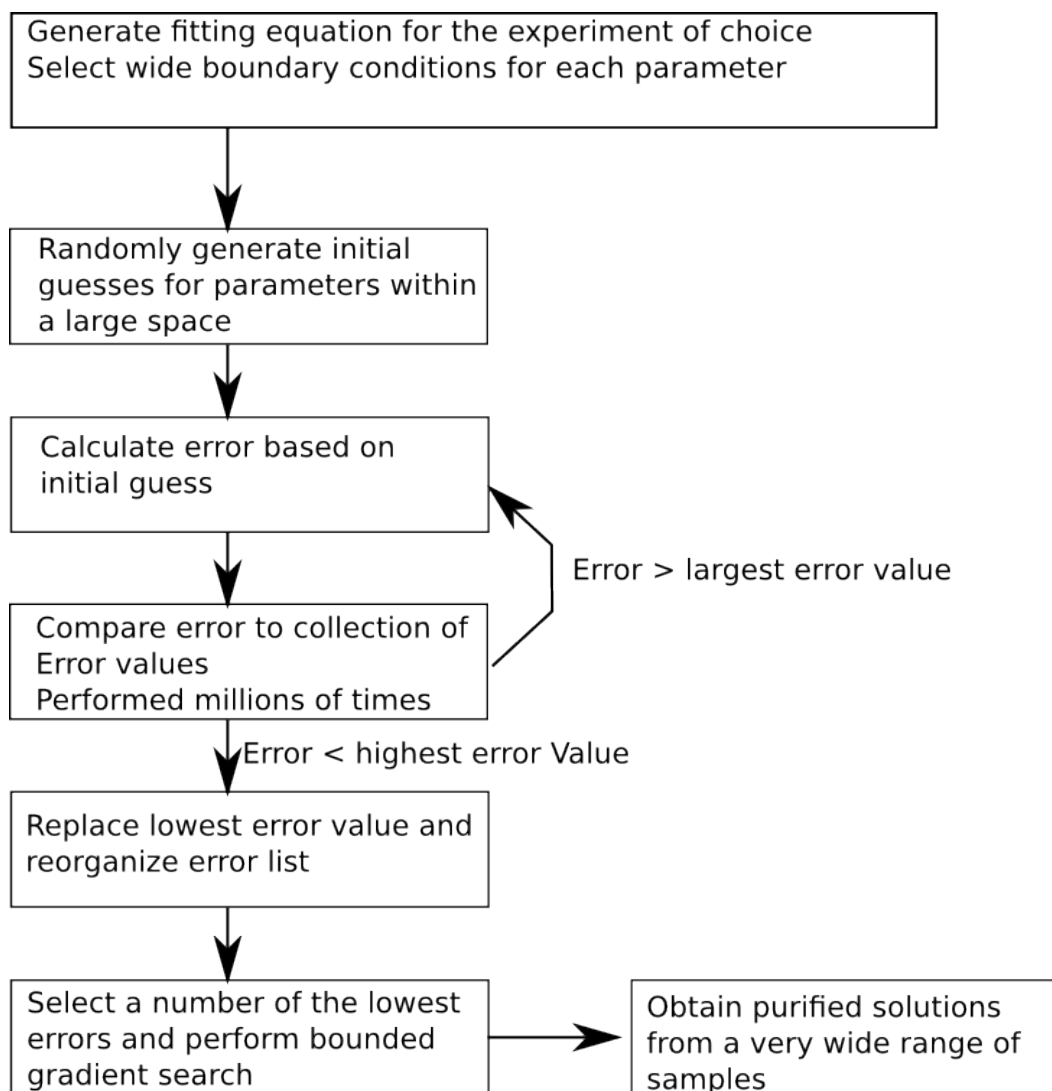 Generate fitting equation for the experiment of choice
Select wide boundary conditions for each parameter
Randomly generate initial
guesses for parameters within
a large space
Calculate error based on
initial guess
Error > largest error value
Compare error to collection of
Error values
Performed millions of times
Error < highest error Value
Replace lowest error value and
reorganize error list
Select a number of the lowest
errors and perform bounded
gradient search
Obtain purified solutions
from a very wide range of
samples